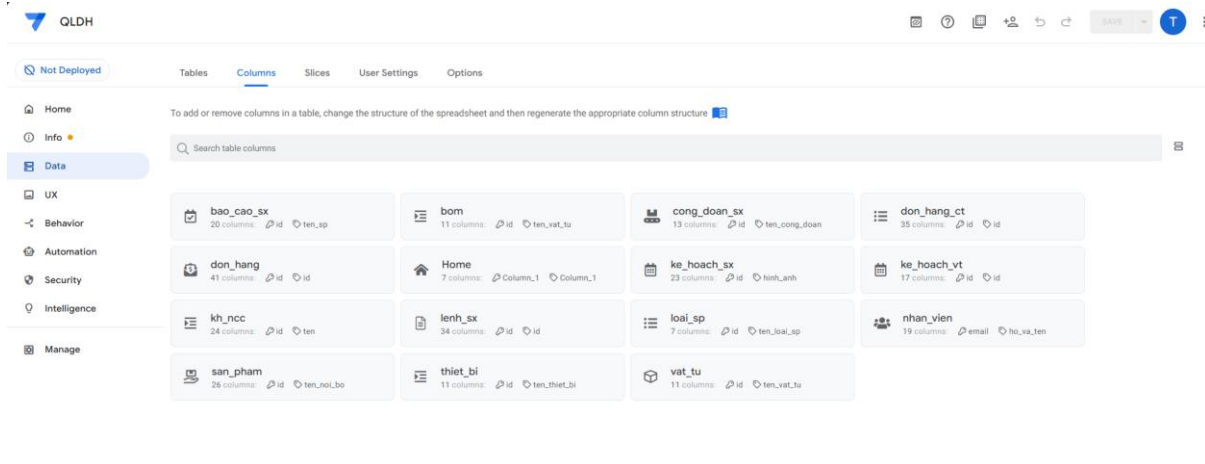 QLDH
SAVE
T
Not Deployed
Tables Columns Slices User Settings Options
Home
Info
Data
UX
Behavior
Automation
Security
Intelligence
Manage
To add or remove columns in a table, change the structure of the spreadsheet and then regenerate the appropriate column structure
Search table columns
bao_cao_sx
20 columns: id ten_sp
bom
11 columns: id ten_vat_tu
cong_doan_sx
13 columns: id ten_cong_doan
don_hang_ct
35 columns: id id
don_hang
41 columns: id id
Home
7 columns: Column_1 Column_1
ke_hoach_sx
23 columns: id hinh_anh
ke_hoach_vt
17 columns: id id
kh_ncc
24 columns: id ten
lenh_sx
34 columns: id id
loai_sp
7 columns: id ten_loai_sp
nhan_vien
19 columns: email ho_va_ten
san_pham
26 columns: id ten_noi_bo
thiet_bi
11 columns: id ten_thiet_bi
vat_tu
11 columns: id ten_vat_tu